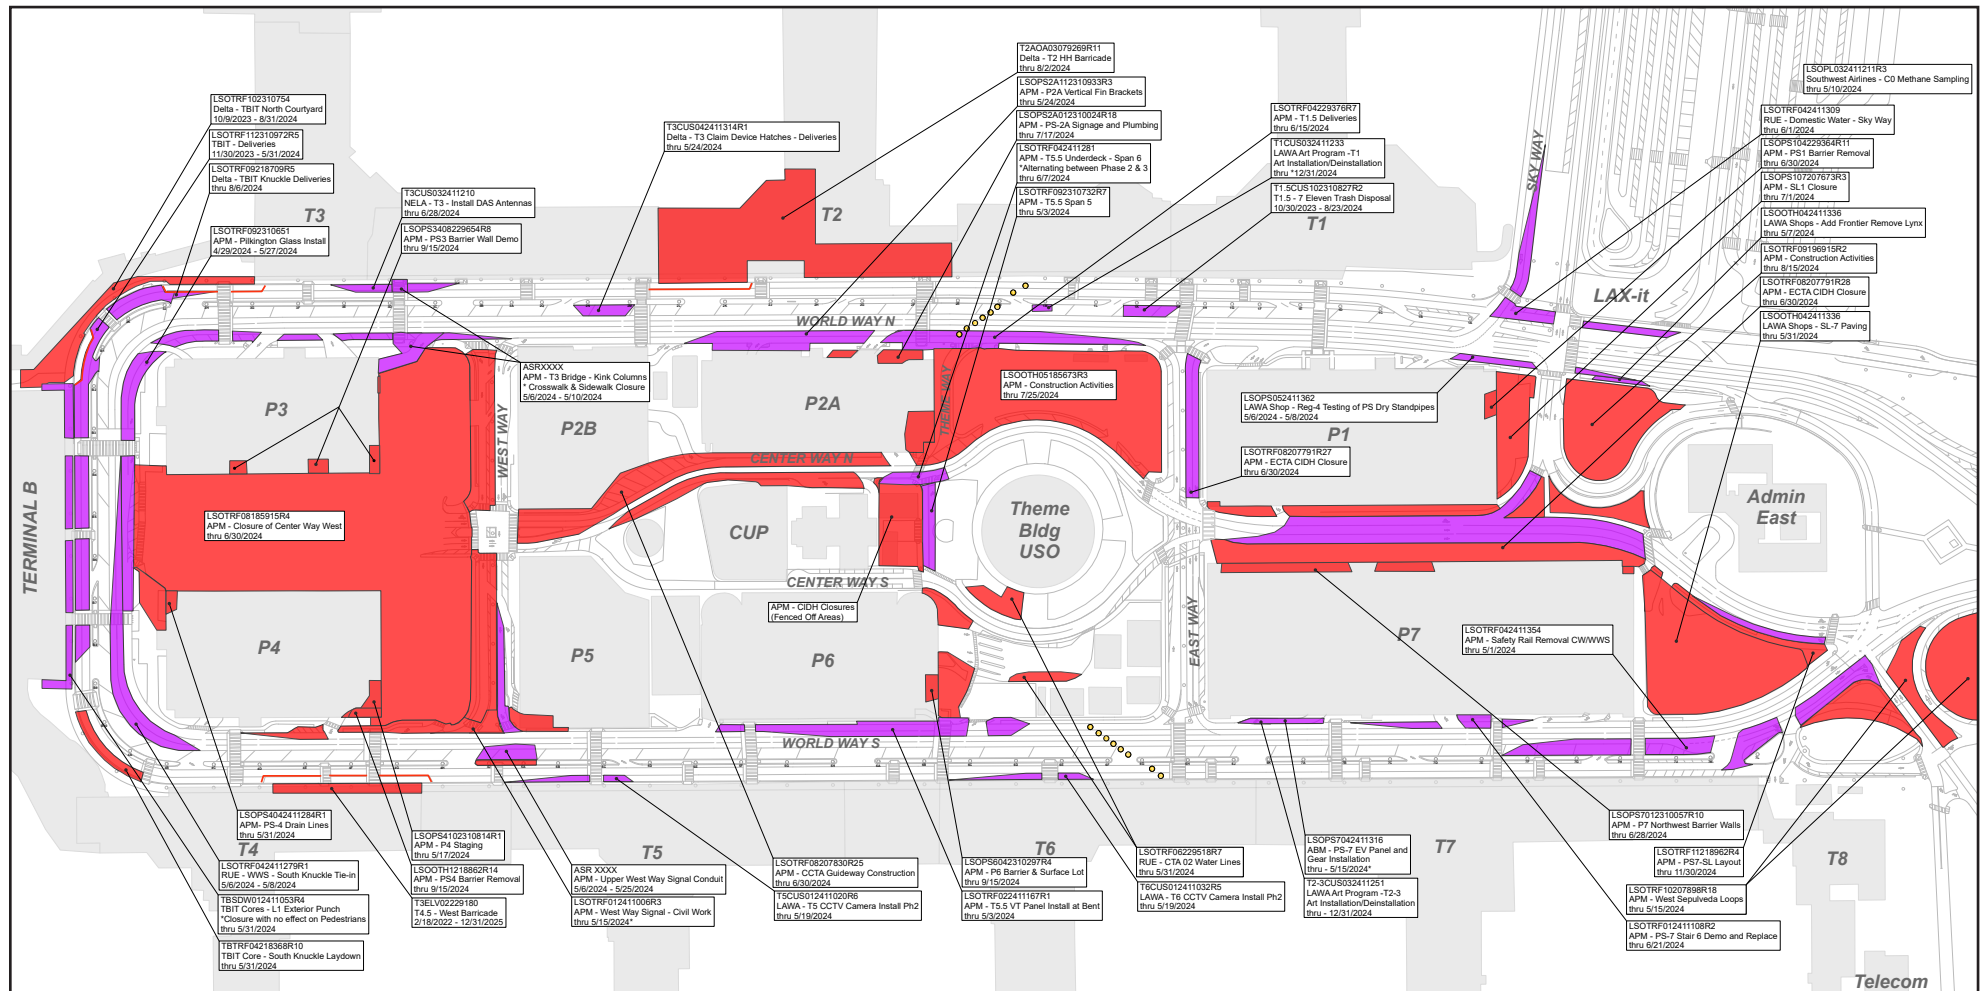 T2AOA03079269R11
Delta - T2 HH Barricade
thru 8/2/2024
LSOPS2A112310933R3
APM - P2A Vertical Fin Brackets
thru 5/24/2024
LSOPS2A012310024R18
APM - PS-2A Signage and Plumbing
thru 7/17/2024
LSOTRF042411281
APM - T5.5 Underdeck - Span 6
*Alternating between Phase 2 & 3
thru 6/7/2024
LSOTRF092310732R7
APM - T5.5 Span 5
thru 5/3/2024
LSOPL032411211R3
Southwest Airlines - C0 Methane Sampling
thru 5/10/2024
LSOTRF102310754
Delta - TBIT North Courtyard
10/9/2023 - 8/31/2024
LSOTRF112310972R5
TBIT - Deliveries
11/30/2023 - 5/31/2024
LSOTRF09218709R5
Delta - TBIT Knuckle Deliveries
thru 8/6/2024
LSOTRF092310651
APM - Pilkington Glass Install
4/29/2024 - 5/27/2024
T3CUS032411210
NELA - T3 - Install DAS Antennas
thru 6/28/2024
LSOPS3408229654R8
APM - PS3 Barrier Wall Demo
thru 9/15/2024
T3CUS042411314R1
Delta - T3 Claim Device Hatches - Deliveries
thru 5/24/2024
LSOTRF04229376R7
APM - T1.5 Deliveries
thru 6/15/2024
T1CUS032411233
LAWA Art Program -T1
Art Installation/Deinstallation
thru *12/31/2024
T1.5CUS102310827R2
T1.5 - 7 Eleven Trash Disposal
10/30/2023 - 8/23/2024
LSOTRF042411309
RUE - Domestic Water - Sky Way
thru 6/1/2024
LSOPS104229364R11
APM - PS1 Barrier Removal
thru 6/30/2024
LSOPS107207673R3
APM - SL1 Closure
thru 7/1/2024
LSOOTH042411336
LAWA Shops - Add Frontier Remove Lynx
thru 5/7/2024
LSOTRF09196915R2
APM - Construction Activities
thru 8/15/2024
LSOTRF08207791R28
APM - ECTA CIDH Closure
thru 6/30/2024
LSOOTH042411336
LAWA Shops - SL-7 Paving
thru 5/31/2024
T3
T2
T1
SKY WAY
LAX-it
WORLD WAY N
ASRXXXX
APM - T3 Bridge - Kink Columns
* Crosswalk & Sidewalk Closure
5/6/2024 - 5/10/2024
LSOOTH05185673R3
APM - Construction Activities
thru 7/25/2024
LSOPS052411362
LAWA Shop - Reg-4 Testing of PS Dry Standpipes
5/6/2024 - 5/8/2024
P3
WEST WAY
P2B
P2A
THEME WAY
P1
CENTER WAY N
LSOTRF08207791R27
APM - ECTA CIDH Closure
thru 6/30/2024
TERMINAL B
LSOTRF08185915R4
APM - Closure of Center Way West
thru 6/30/2024
CUP
Theme
Bldg
USO
Admin
East
CENTER WAY S
APM - CIDH Closures
(Fenced Off Areas)
EAST WAY
P4
P5
P6
P7
LSOTRF042411354
APM - Safety Rail Removal CW/WWS
thru 5/1/2024
WORLD WAY S
LSOPS4042411284R1
APM- PS-4 Drain Lines
thru 5/31/2024
T4
LSOTRF042411279R1
RUE - WWS - South Knuckle Tie-in
5/6/2024 - 5/8/2024
TBSDW012411053R4
TBIT Cores - L1 Exterior Punch
*Closure with no effect on Pedestrians
thru 5/31/2024
TBTRF04218368R10
TBIT Core - South Knuckle Laydown
thru 5/31/2024
LSOPS4102310814R1
APM - P4 Staging
thru 5/17/2024
LSOOTH1218862R14
APM - PS4 Barrier Removal
thru 9/15/2024
T3ELV02229180
T4.5 - West Barricade
2/18/2022 - 12/31/2025
T5
ASR XXXX
APM - Upper West Way Signal Conduit
5/6/2024 - 5/25/2024
LSOTRF012411006R3
APM - West Way Signal - Civil Work
thru 5/15/2024*
LSOTRF08207830R25
APM - CCTA Guideway Construction
thru 6/30/2024
T5CUS012411020R6
LAWA - T5 CCTV Camera Install Ph2
thru 5/19/2024
T6
LSOPS6042310297R4
APM - P6 Barrier & Surface Lot
thru 9/15/2024
LSOTRF022411167R1
APM - T5.5 VT Panel Install at Bent
thru 5/3/2024
LSOTRF06229518R7
RUE - CTA 02 Water Lines
thru 5/31/2024
T6CUS012411032R5
LAWA - T6 CCTV Camera Install Ph2
thru 5/19/2024
LSOPS7042411316
ABM - PS-7 EV Panel and
Gear Installation
thru - 5/15/2024*
T2-3CUS032411251
LAWA Art Program -T2-3
Art Installation/Deinstallation
thru - 12/31/2024
T7
LSOPS7012310057R10
APM - P7 Northwest Barrier Walls
thru 6/28/2024
LSOTRF11218962R4
APM - PS7-SL Layout
thru 11/30/2024
LSOTRF10207898R18
APM - West Sepulveda Loops
thru 5/15/2024
LSOTRF012411108R2
APM - PS-7 Stair 6 Demo and Replace
thru 6/21/2024
T8
Telecom